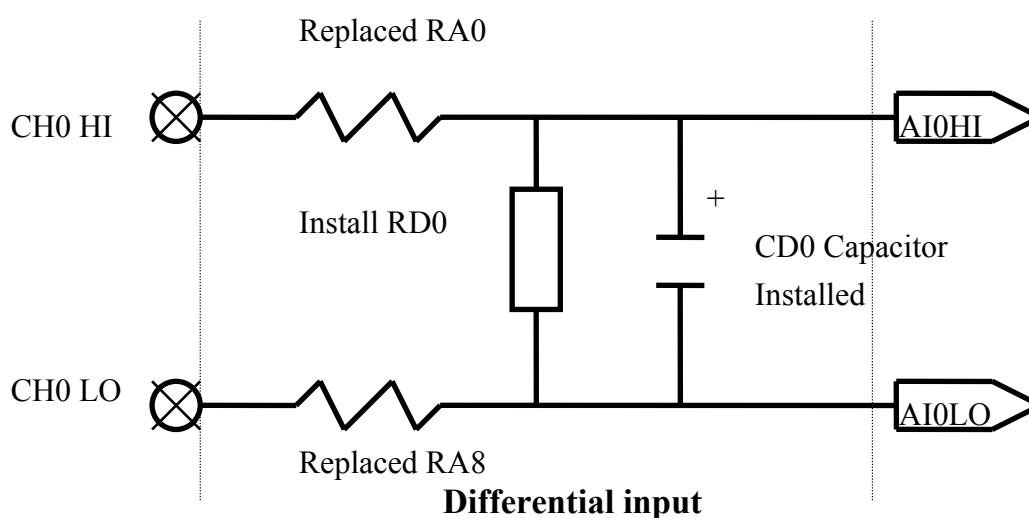 Replaced RA0
CH0 HI
AI0HI
Install RD0
+
CD0 Capacitor
Installed
CH0 LO
AI0LO
Replaced RA8
Differential input